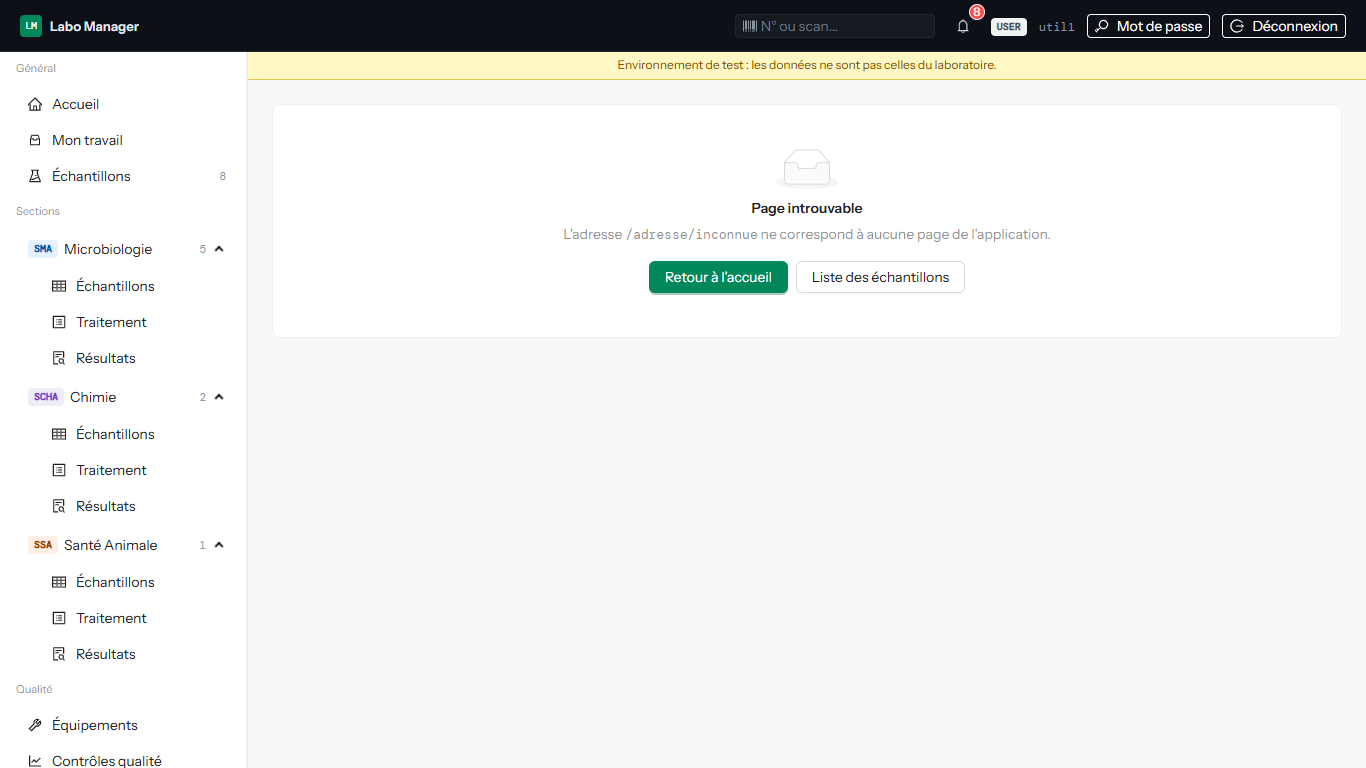 LM Labo Manager
N° ou scan...
8
USER
util1
Mot de passe
Déconnexion
Environnement de test : les données ne sont pas celles du laboratoire.
Général
Accueil
Mon travail
Échantillons 8
Sections
SMA Microbiologie 5
Échantillons
Traitement
Résultats
SCHA Chimie 2
Échantillons
Traitement
Résultats
SSA Santé Animale 1
Échantillons
Traitement
Résultats
Qualité
Équipements
Contrôles qualité
Page introuvable
L'adresse /adresse/inconnue ne correspond à aucune page de l'application.
Retour à l'accueil
Liste des échantillons